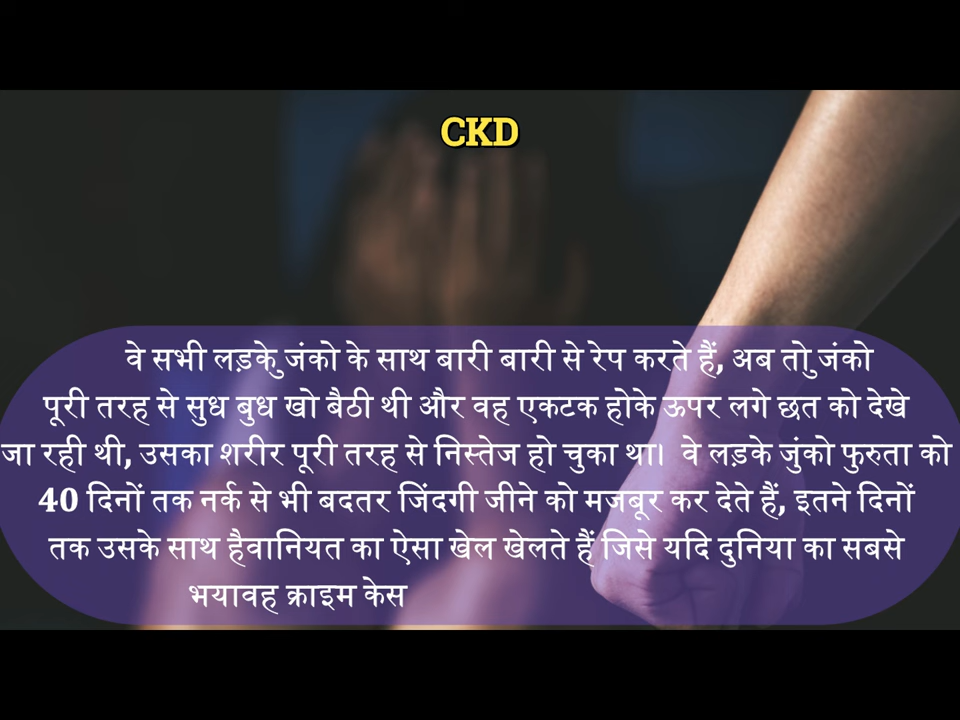 CKD
वे सभी लड़के जुंको के साथ बारी बारी से रेप करते हैं, अब तो जुंको
पूरी तरह से सुध बुध खो बैठी थी और वह एकटक होके ऊपर लगे छत को देखे
जा रही थी, उसका शरीर पूरी तरह से निस्तेज हो चुका था। वे लड़के जुंको फुरुता को
40 दिनों तक नर्क से भी बदतर जिंदगी जीने को मजबूर कर देते हैं, इतने दिनों
तक उसके साथ हैवानियत का ऐसा खेल खेलते हैं जिसे यदि दुनिया का सबसे
भयावह क्राइम केस